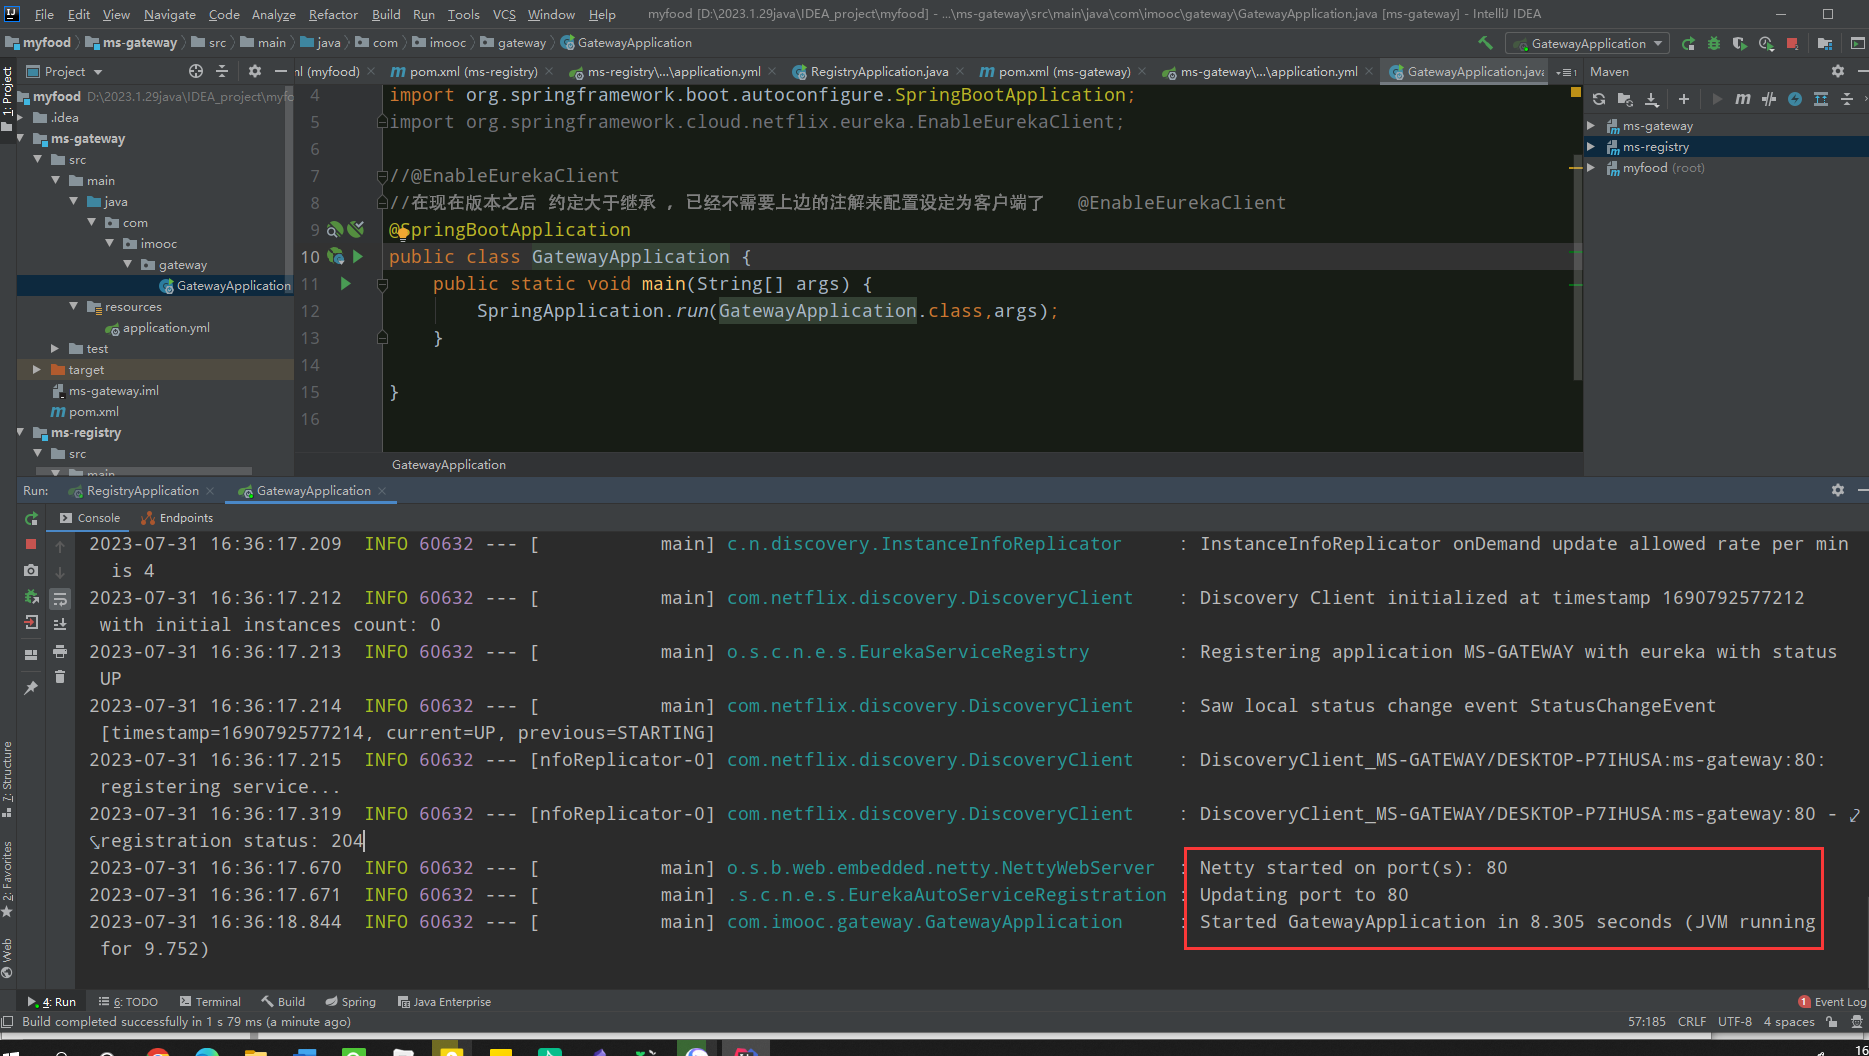 File Edit View Navigate Code Analyze Refactor Build Run Tools VCS Window Help myfood [D:\2023.1.29java\IDEA_project\myfood] - ...\ms-gateway\src\main\java\com\imooc\gateway\GatewayApplication.java [ms-gateway] - IntelliJ IDEA
myfood ms-gateway src main java com imooc gateway GatewayApplication GatewayApplication
Project
ml (myfood) pom.xml (ms-registry) ms-registry\...\application.yml RegistryApplication.java pom.xml (ms-gateway) ms-gateway\...\application.yml GatewayApplication.java
Maven
1: Project
myfood D:\2023.1.29java\IDEA_project\myfo
.idea
ms-gateway
src
main
java
com
imooc
gateway
GatewayApplication
resources
application.yml
test
target
ms-gateway.iml
pom.xml
ms-registry
src
main
4 import org.springframework.boot.autoconfigure.SpringBootApplication;
5 import org.springframework.cloud.netflix.eureka.EnableEurekaClient;
6
7 //@EnableEurekaClient
8 //在现在版本之后 约定大于继承 , 已经不需要上边的注解来配置设定为客户端了 @EnableEurekaClient
9 @SpringBootApplication
10 public class GatewayApplication {
11 public static void main(String[] args) {
12 SpringApplication.run(GatewayApplication.class,args);
13 }
14
15 }
16
GatewayApplication
ms-gateway
ms-registry
myfood (root)
Run: RegistryApplication GatewayApplication
Console Endpoints
2023-07-31 16:36:17.209 INFO 60632 --- [ main] c.n.discovery.InstanceInfoReplicator : InstanceInfoReplicator onDemand update allowed rate per min
is 4
2023-07-31 16:36:17.212 INFO 60632 --- [ main] com.netflix.discovery.DiscoveryClient : Discovery Client initialized at timestamp 1690792577212
with initial instances count: 0
2023-07-31 16:36:17.213 INFO 60632 --- [ main] o.s.c.n.e.s.EurekaServiceRegistry : Registering application MS-GATEWAY with eureka with status
UP
2023-07-31 16:36:17.214 INFO 60632 --- [ main] com.netflix.discovery.DiscoveryClient : Saw local status change event StatusChangeEvent
[timestamp=1690792577214, current=UP, previous=STARTING]
2023-07-31 16:36:17.215 INFO 60632 --- [nfoReplicator-0] com.netflix.discovery.DiscoveryClient : DiscoveryClient_MS-GATEWAY/DESKTOP-P7IHUSA:ms-gateway:80:
registering service...
2023-07-31 16:36:17.319 INFO 60632 --- [nfoReplicator-0] com.netflix.discovery.DiscoveryClient : DiscoveryClient_MS-GATEWAY/DESKTOP-P7IHUSA:ms-gateway:80 -
registration status: 204
2023-07-31 16:36:17.670 INFO 60632 --- [ main] o.s.b.web.embedded.netty.NettyWebServer : Netty started on port(s): 80
2023-07-31 16:36:17.671 INFO 60632 --- [ main] .s.c.n.e.s.EurekaAutoServiceRegistration : Updating port to 80
2023-07-31 16:36:18.844 INFO 60632 --- [ main] com.imooc.gateway.GatewayApplication : Started GatewayApplication in 8.305 seconds (JVM running
for 9.752)
7: Structure
2: Favorites
Web
4: Run 6: TODO Terminal Build Spring Java Enterprise 1 Event Log
Build completed successfully in 1 s 79 ms (a minute ago) 57:185 CRLF UTF-8 4 spaces